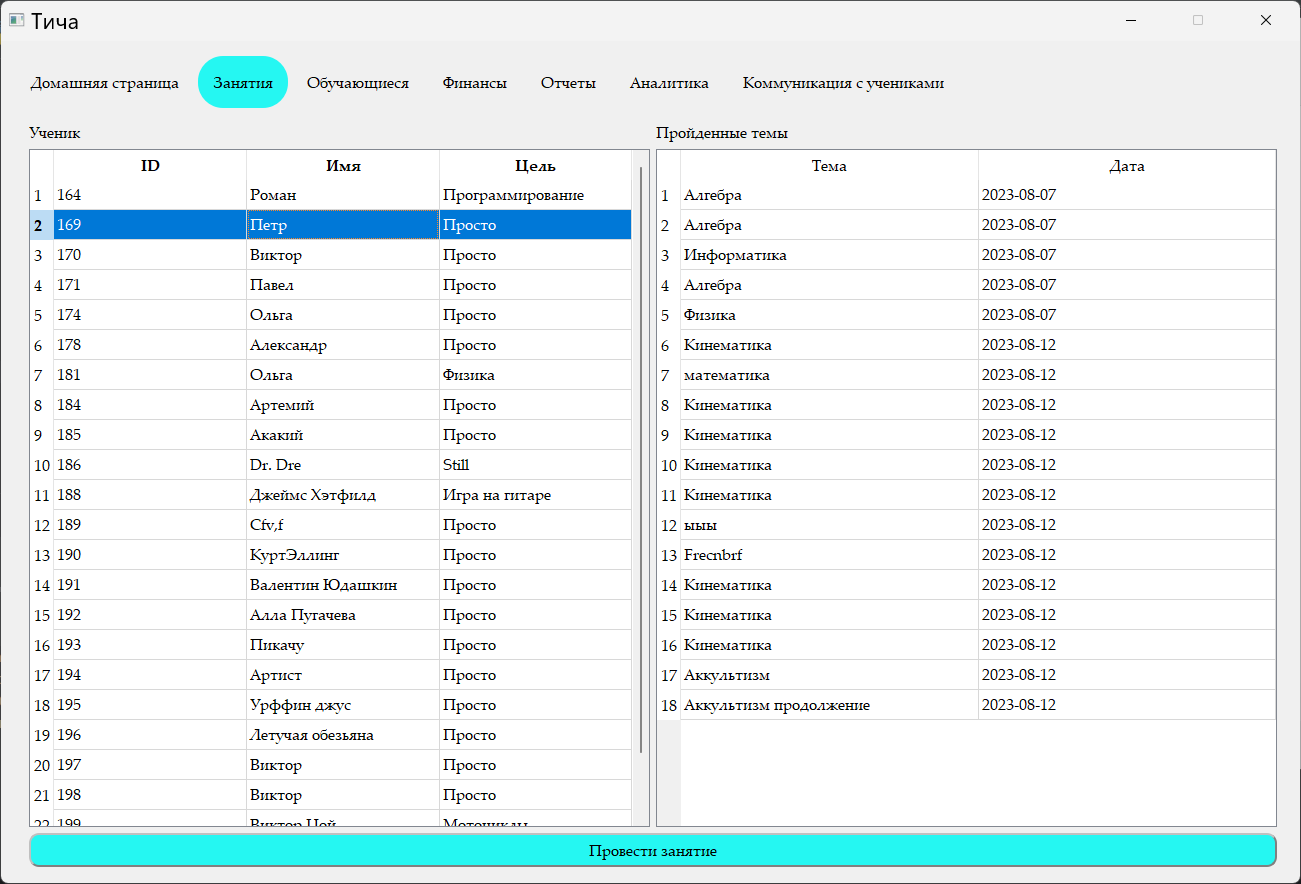 Тича
Домашняя страница Занятия Обучающиеся Финансы Отчеты Аналитика Коммуникация с учениками
Ученик
ID Имя Цель
1 164 Роман Программирование
2 169 Петр Просто
3 170 Виктор Просто
4 171 Павел Просто
5 174 Ольга Просто
6 178 Александр Просто
7 181 Ольга Физика
8 184 Артемий Просто
9 185 Акакий Просто
10 186 Dr. Dre Still
11 188 Джеймс Хэтфилд Игра на гитаре
12 189 Cfv,f Просто
13 190 КуртЭллинг Просто
14 191 Валентин Юдашкин Просто
15 192 Алла Пугачева Просто
16 193 Пикачу Просто
17 194 Артист Просто
18 195 Урффин джус Просто
19 196 Летучая обезьяна Просто
20 197 Виктор Просто
21 198 Виктор Просто
22 199 Виктор Цой Мотоциклы
Пройденные темы
Тема Дата
1 Алгебра 2023-08-07
2 Алгебра 2023-08-07
3 Информатика 2023-08-07
4 Алгебра 2023-08-07
5 Физика 2023-08-07
6 Кинематика 2023-08-12
7 математика 2023-08-12
8 Кинематика 2023-08-12
9 Кинематика 2023-08-12
10 Кинематика 2023-08-12
11 Кинематика 2023-08-12
12 ыыы 2023-08-12
13 Frecnbrf 2023-08-12
14 Кинематика 2023-08-12
15 Кинематика 2023-08-12
16 Кинематика 2023-08-12
17 Аккультизм 2023-08-12
18 Аккультизм продолжение 2023-08-12
Провести занятие